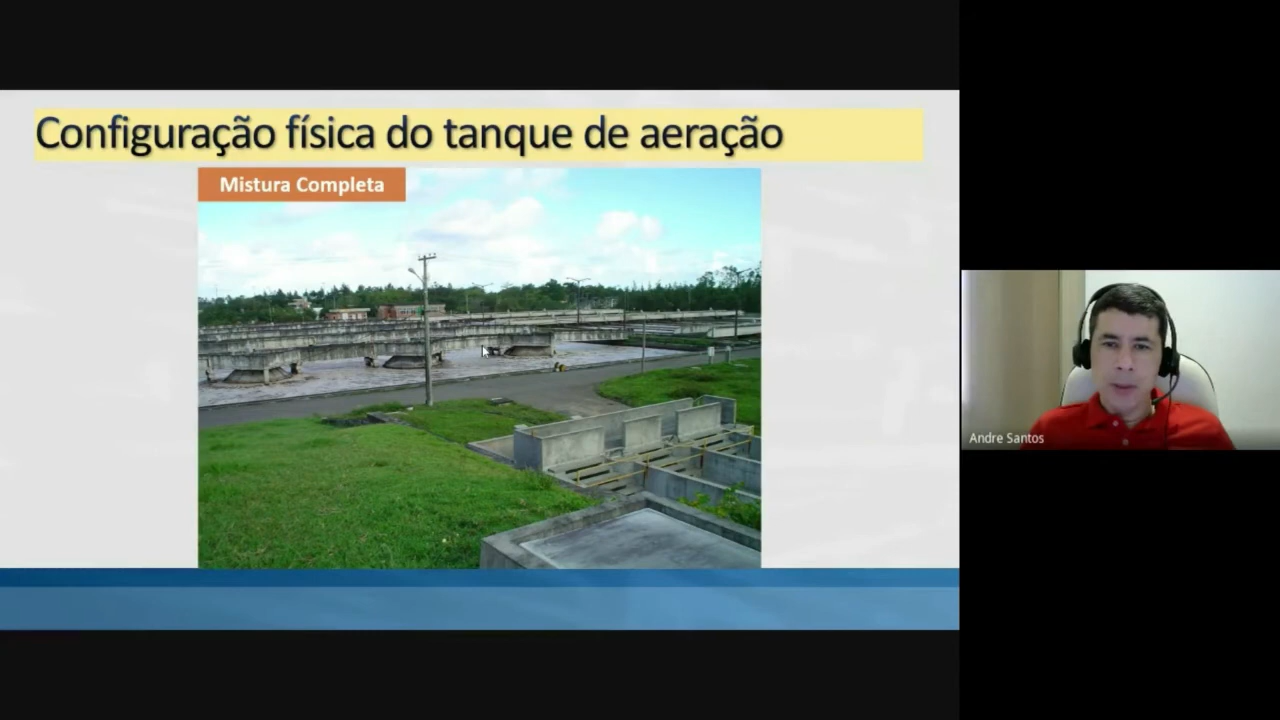 Configuração física do tanque de aeração
Mistura Completa
Andre Santos